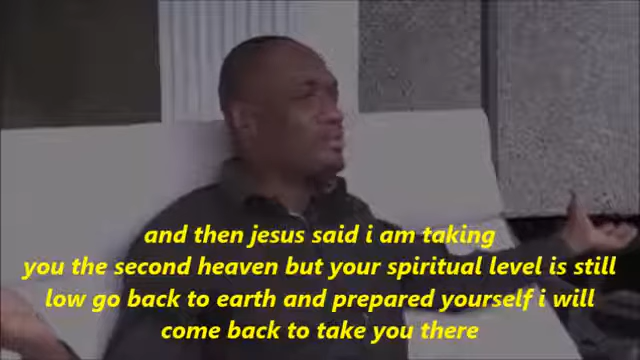 and then jesus said i am taking
you the second heaven but your spiritual level is still
low go back to earth and prepared yourself i will
come back to take you there